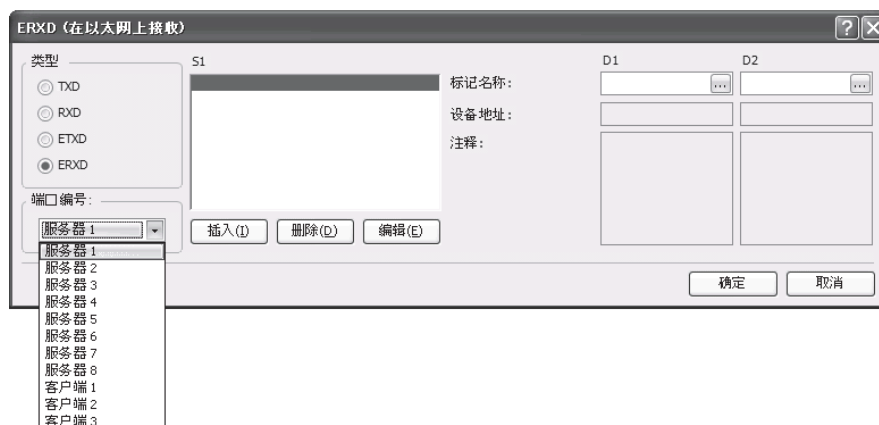 ERXD (在以太网上接收)
类型
TXD
RXD
ETXD
ERXD
端口编号:
服务器 1
服务器 1
服务器 2
服务器 3
服务器 4
服务器 5
服务器 6
服务器 7
服务器 8
客户端 1
客户端 2
客户端 3
S1
插入(I) 删除(D) 编辑(E)
D1 D2
标记名称: ... ...
设备地址:
注释:
确定 取消